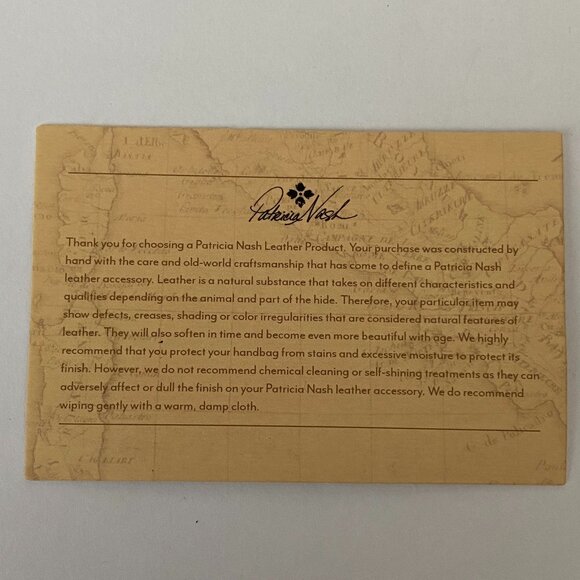 Patricia Nash
Thank you for choosing a Patricia Nash Leather Product. Your purchase was constructed by
hand with the care and old-world craftsmanship that has come to define a Patricia Nash
leather accessory. Leather is a natural substance that takes on different characteristics and
qualities depending on the animal and part of the hide. Therefore, your particular item may
show defects, creases, shading or color irregularities that are considered natural features of
leather. They will also soften in time and become even more beautiful with age. We highly
recommend that you protect your handbag from stains and excessive moisture to protect its
finish. However, we do not recommend chemical cleaning or self-shining treatments as they can
adversely affect or dull the finish on your Patricia Nash leather accessory. We do recommend
wiping gently with a warm, damp cloth.